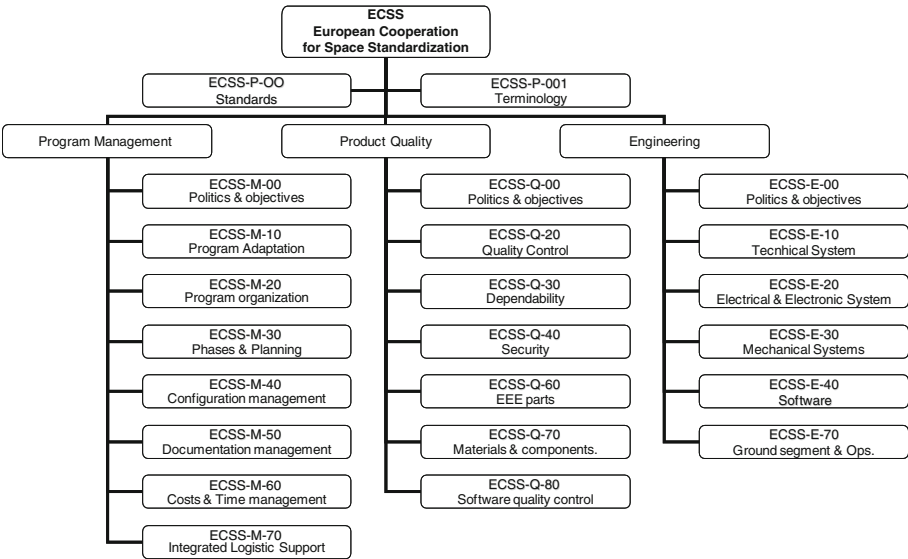 ECSS
European Cooperation
for Space Standardization
ECSS-P-OO
Standards
ECSS-P-001
Terminology
Program Management
ECSS-M-00
Politics & objectives
ECSS-M-10
Program Adaptation
ECSS-M-20
Program organization
ECSS-M-30
Phases & Planning
ECSS-M-40
Configuration management
ECSS-M-50
Documentation management
ECSS-M-60
Costs & Time management
ECSS-M-70
Integrated Logistic Support
Product Quality
ECSS-Q-00
Politics & objectives
ECSS-Q-20
Quality Control
ECSS-Q-30
Dependability
ECSS-Q-40
Security
ECSS-Q-60
EEE parts
ECSS-Q-70
Materials & components.
ECSS-Q-80
Software quality control
Engineering
ECSS-E-00
Politics & objectives
ECSS-E-10
Tecnhical System
ECSS-E-20
Electrical & Electronic System
ECSS-E-30
Mechanical Systems
ECSS-E-40
Software
ECSS-E-70
Ground segment & Ops.